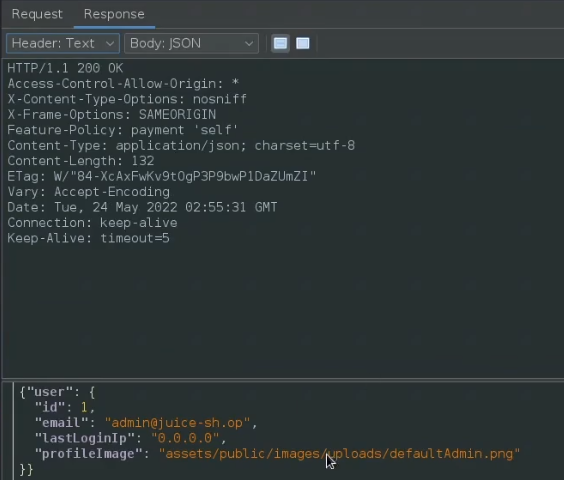 Request Response
Header: Text Body: JSON
HTTP/1.1 200 OK
Access-Control-Allow-Origin: *
X-Content-Type-Options: nosniff
X-Frame-Options: SAMEORIGIN
Feature-Policy: payment 'self'
Content-Type: application/json; charset=utf-8
Content-Length: 132
ETag: W/"84-XcAxFwKv9tOgP3P9bwP1DaZUmZI"
Vary: Accept-Encoding
Date: Tue, 24 May 2022 02:55:31 GMT
Connection: keep-alive
Keep-Alive: timeout=5
{"user": {
"id": 1,
"email": "admin@juice-sh.op",
"lastLoginIp": "0.0.0.0",
"profileImage": "assets/public/images/uploads/defaultAdmin.png"
}}